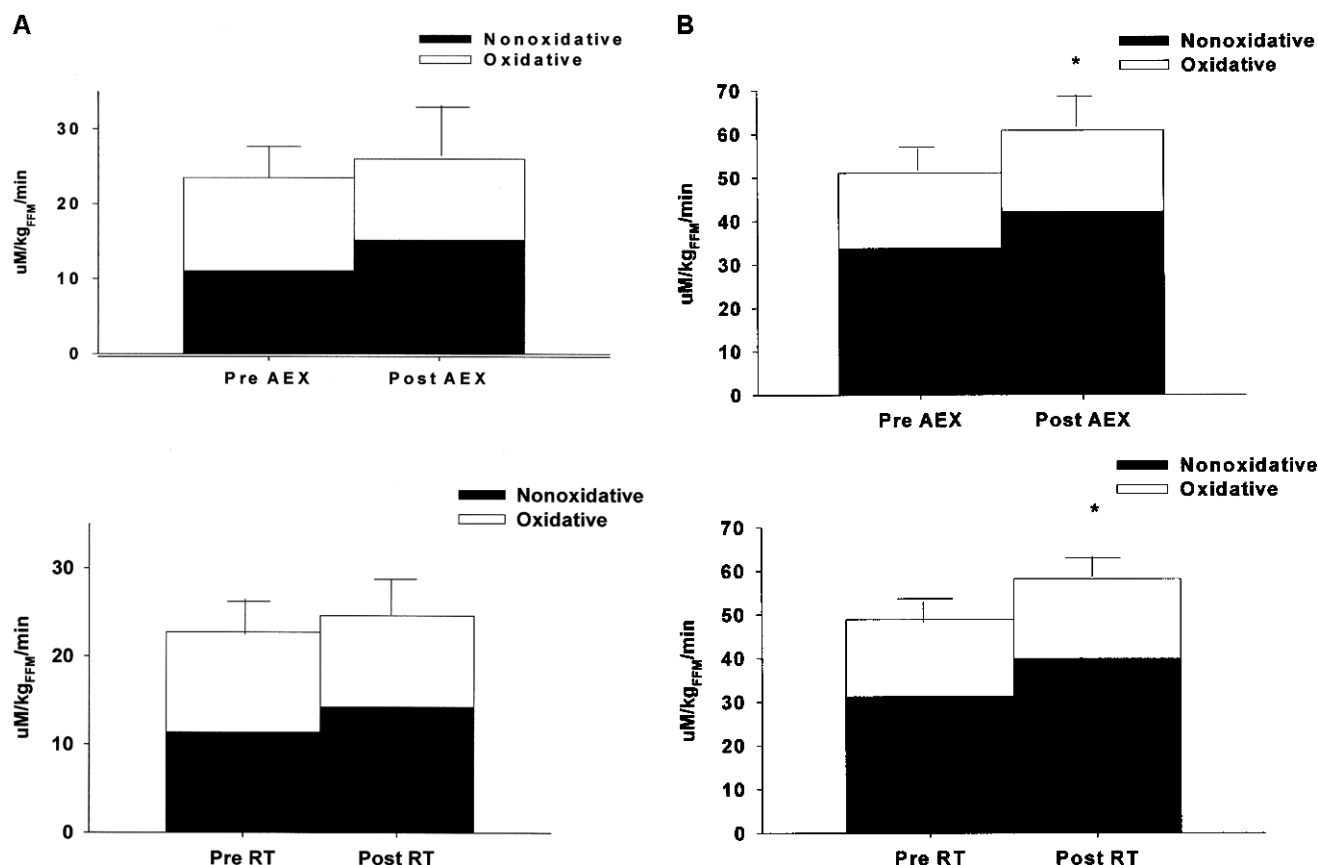 A
Nonoxidative
Oxidative
uM/kgFFM/min
30
20
10
0
Pre AEX Post AEX
B
Nonoxidative
Oxidative
*
uM/kgFFM/min
70
60
50
40
30
20
10
0
Pre AEX Post AEX
Nonoxidative
Oxidative
uM/kgFFM/min
30
20
10
0
Pre RT Post RT
Nonoxidative
Oxidative
*
uM/kgFFM/min
70
60
50
40
30
20
10
0
Pre RT Post RT